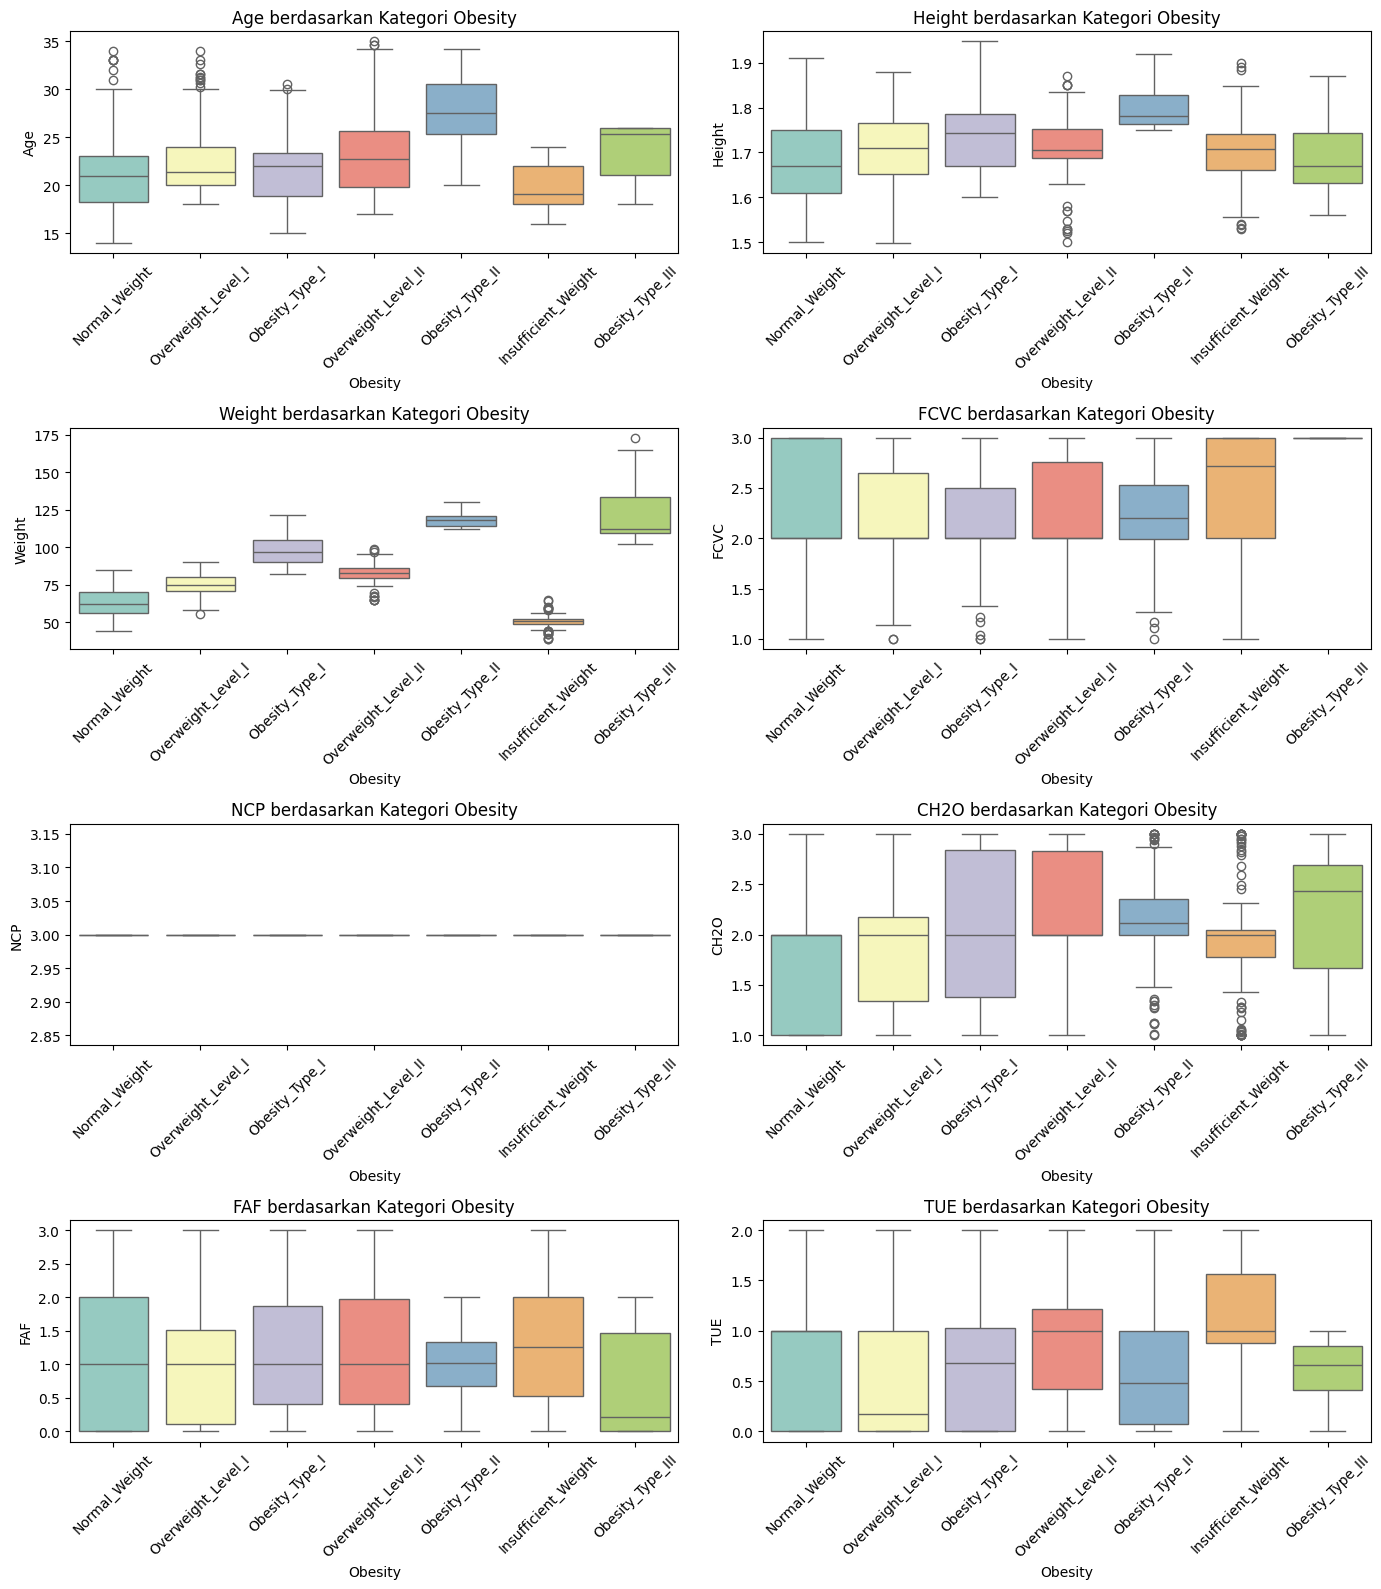 Age berdasarkan Kategori Obesity
35
30
25
20
15
Age
Normal_Weight
Overweight_Level_I
Obesity_Type_I
Overweight_Level_II
Obesity_Type_II
Insufficient_Weight
Obesity_Type_III
Obesity
Height berdasarkan Kategori Obesity
1.9
1.8
1.7
1.6
1.5
Height
Normal_Weight
Overweight_Level_I
Obesity_Type_I
Overweight_Level_II
Obesity_Type_II
Insufficient_Weight
Obesity_Type_III
Obesity
Weight berdasarkan Kategori Obesity
175
150
125
100
75
50
Weight
Normal_Weight
Overweight_Level_I
Obesity_Type_I
Overweight_Level_II
Obesity_Type_II
Insufficient_Weight
Obesity_Type_III
Obesity
FCVC berdasarkan Kategori Obesity
3.0
2.5
2.0
1.5
1.0
FCVC
Normal_Weight
Overweight_Level_I
Obesity_Type_I
Overweight_Level_II
Obesity_Type_II
Insufficient_Weight
Obesity_Type_III
Obesity
NCP berdasarkan Kategori Obesity
3.15
3.10
3.05
3.00
2.95
2.90
2.85
NCP
Normal_Weight
Overweight_Level_I
Obesity_Type_I
Overweight_Level_II
Obesity_Type_II
Insufficient_Weight
Obesity_Type_III
Obesity
CH2O berdasarkan Kategori Obesity
3.0
2.5
2.0
1.5
1.0
CH2O
Normal_Weight
Overweight_Level_I
Obesity_Type_I
Overweight_Level_II
Obesity_Type_II
Insufficient_Weight
Obesity_Type_III
Obesity
FAF berdasarkan Kategori Obesity
3.0
2.5
2.0
1.5
1.0
0.5
0.0
FAF
Normal_Weight
Overweight_Level_I
Obesity_Type_I
Overweight_Level_II
Obesity_Type_II
Insufficient_Weight
Obesity_Type_III
Obesity
TUE berdasarkan Kategori Obesity
2.0
1.5
1.0
0.5
0.0
TUE
Normal_Weight
Overweight_Level_I
Obesity_Type_I
Overweight_Level_II
Obesity_Type_II
Insufficient_Weight
Obesity_Type_III
Obesity